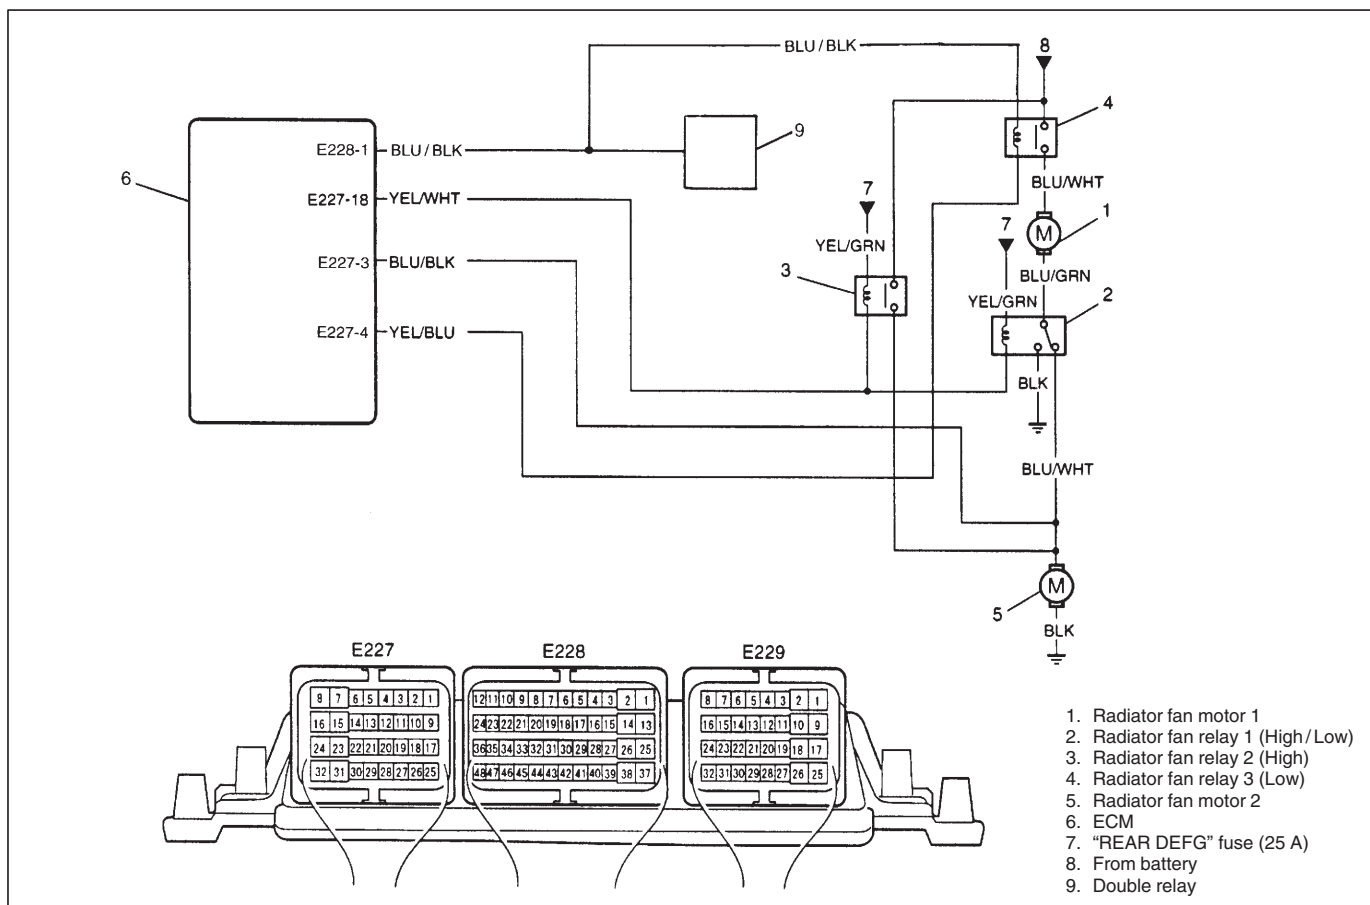 BLU/BLK
8
4
9
E228-1 BLU/BLK
6
E227-18 YEL/WHT
7
BLU/WHT
1
M
7
YEL/GRN
E227-3 BLU/BLK
3
BLU/GRN
YEL/GRN
2
E227-4 YEL/BLU
BLK
BLU/WHT
M
5
BLK
E227
E228
E229
8 7 6 5 4 3 2 1
12 11 10 9 8 7 6 5 4 3 2 1
8 7 6 5 4 3 2 1
16 15 14 13 12 11 10 9
24 23 22 21 20 19 18 17 16 15 14 13
16 15 14 13 12 11 10 9
24 23 22 21 20 19 18 17
36 35 34 33 32 31 30 29 28 27 26 25
24 23 22 21 20 19 18 17
32 31 30 29 28 27 26 25
48 47 46 45 44 43 42 41 40 39 38 37
32 31 30 29 28 27 26 25
1. Radiator fan motor 1
2. Radiator fan relay 1 (High/Low)
3. Radiator fan relay 2 (High)
4. Radiator fan relay 3 (Low)
5. Radiator fan motor 2
6. ECM
7. “REAR DEFG” fuse (25 A)
8. From battery
9. Double relay